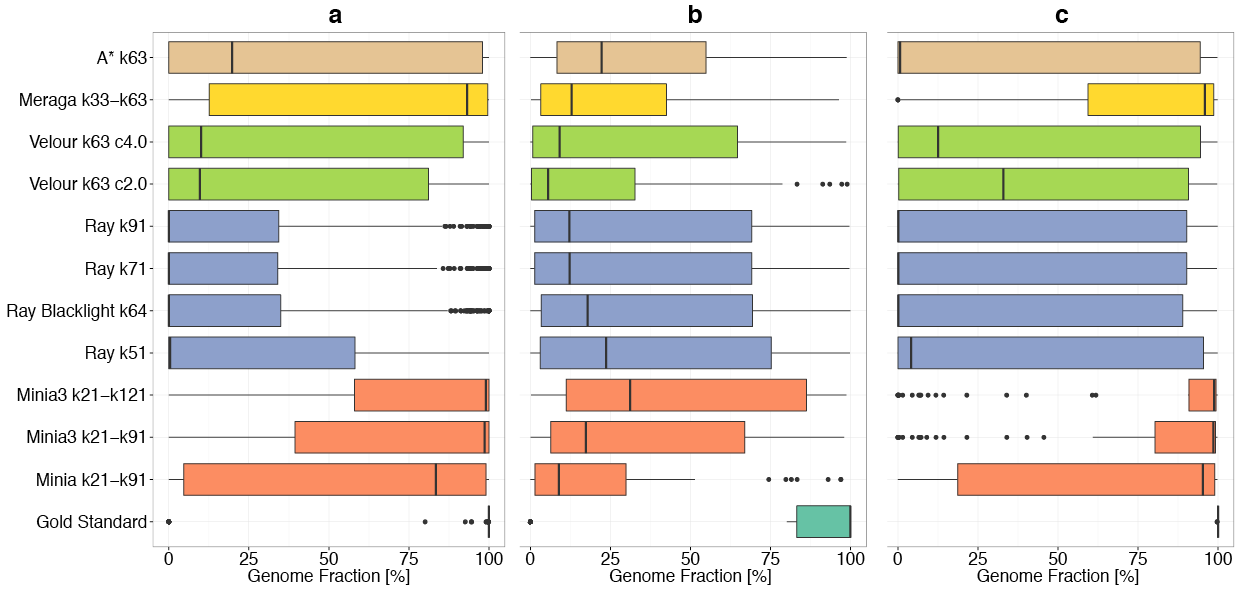 a b c
A* k63
Meraga k33–k63
Velour k63 c4.0
Velour k63 c2.0
Ray k91
Ray k71
Ray Blacklight k64
Ray k51
Minia3 k21–k121
Minia3 k21–k91
Minia k21–k91
Gold Standard
0 25 50 75 100 0 25 50 75 100 0 25 50 75 100
Genome Fraction [%] Genome Fraction [%] Genome Fraction [%]